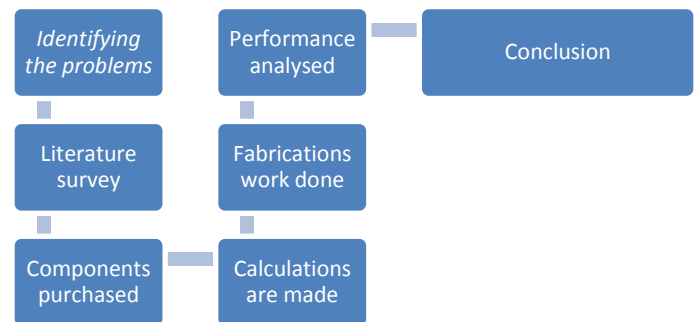 Identifying
the problems
Literature
survey
Components
purchased
Calculations
are made
Fabrications
work done
Performance
analysed
Conclusion